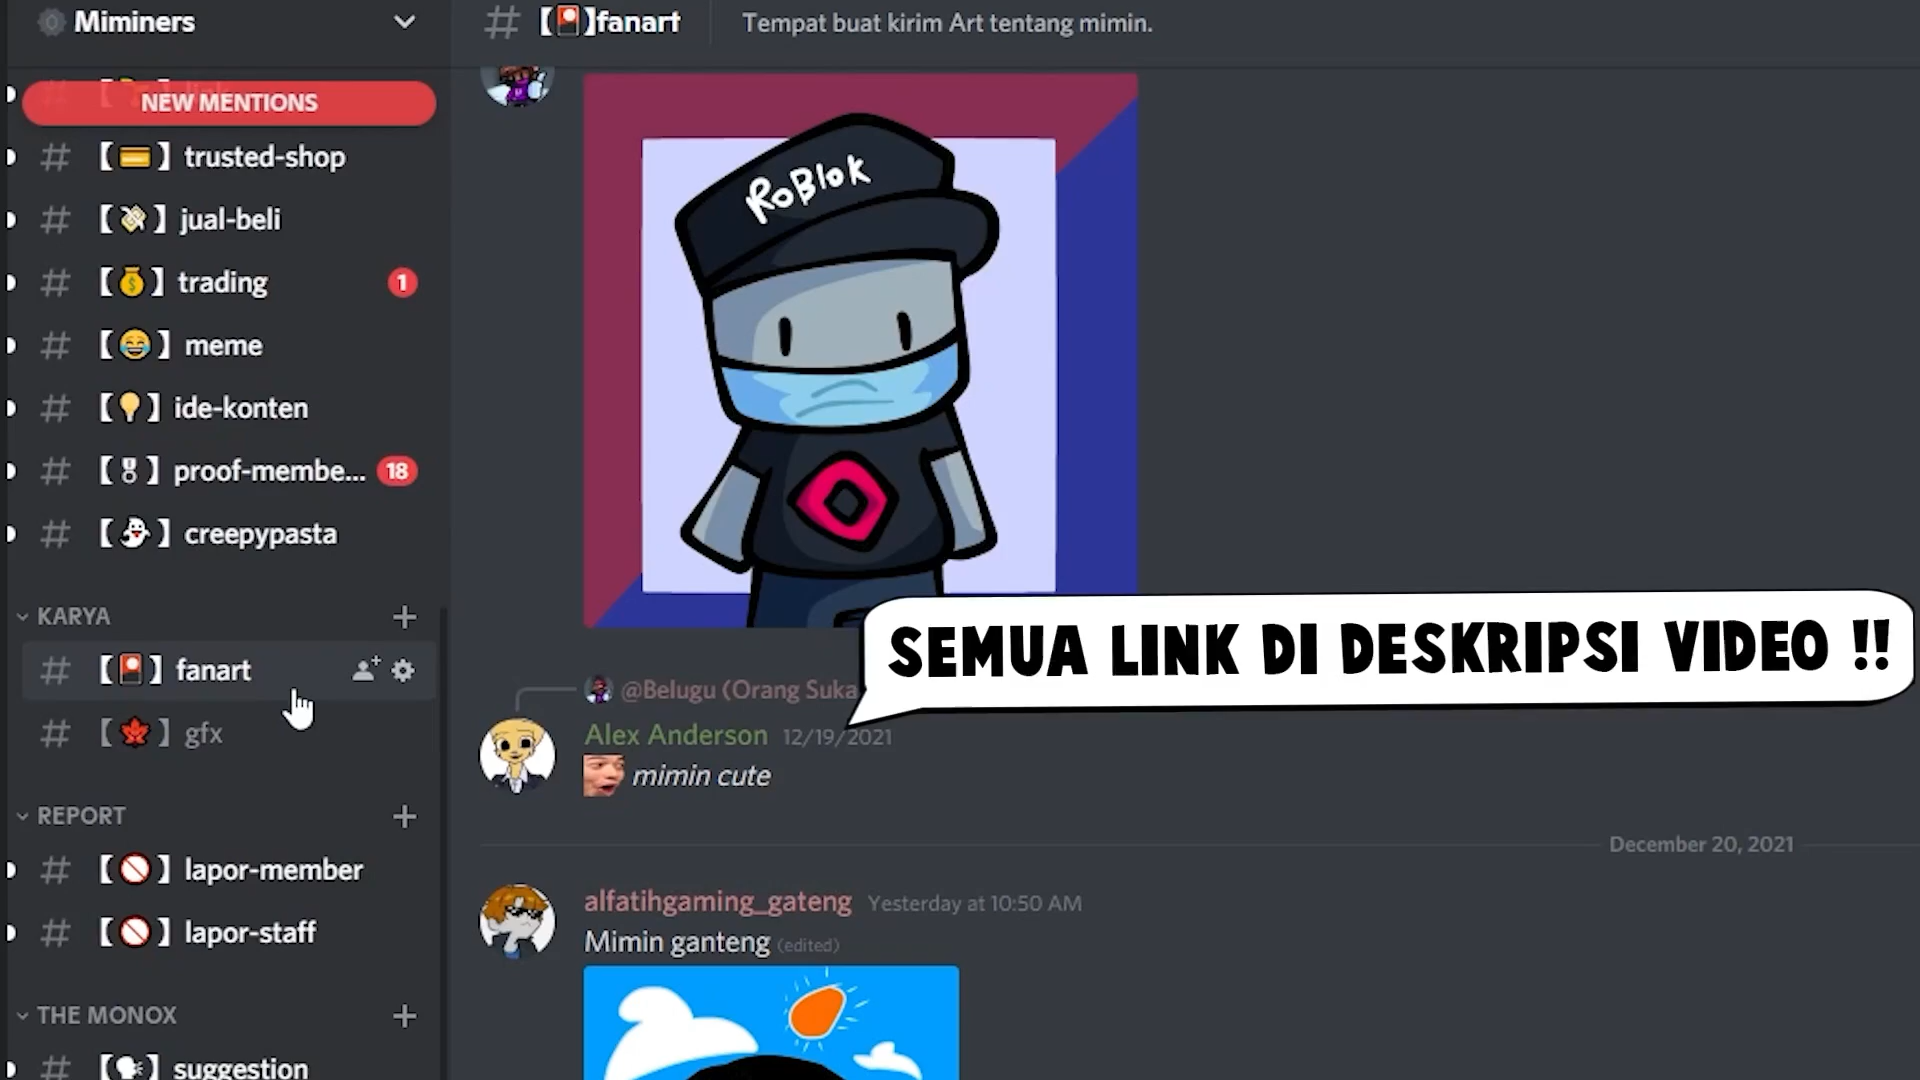 Miminers
NEW MENTIONS
# 【】 trusted-shop
# 【】 jual-beli
# 【】 trading 1
# 【】 meme
# 【】 ide-konten
# 【】 proof-membe... 18
# 【】 creepypasta
KARYA
# 【】 fanart
# 【】 gfx
REPORT
# 【】 lapor-member
# 【】 lapor-staff
THE MONOX
# 【】 suggestion
# 【】fanart
Tempat buat kirim Art tentang mimin.
RoBlok
SEMUA LINK DI DESKRIPSI VIDEO !!
@Belugu (Orang Suka
Alex Anderson 12/19/2021
mimin cute
December 20, 2021
alfatihgaming_gateng Yesterday at 10:50 AM
Mimin ganteng (edited)